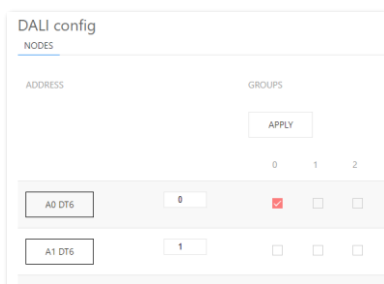 DALI config
NODES
ADDRESS GROUPS
APPLY
0 1 2
A0 DT6 0
A1 DT6 1